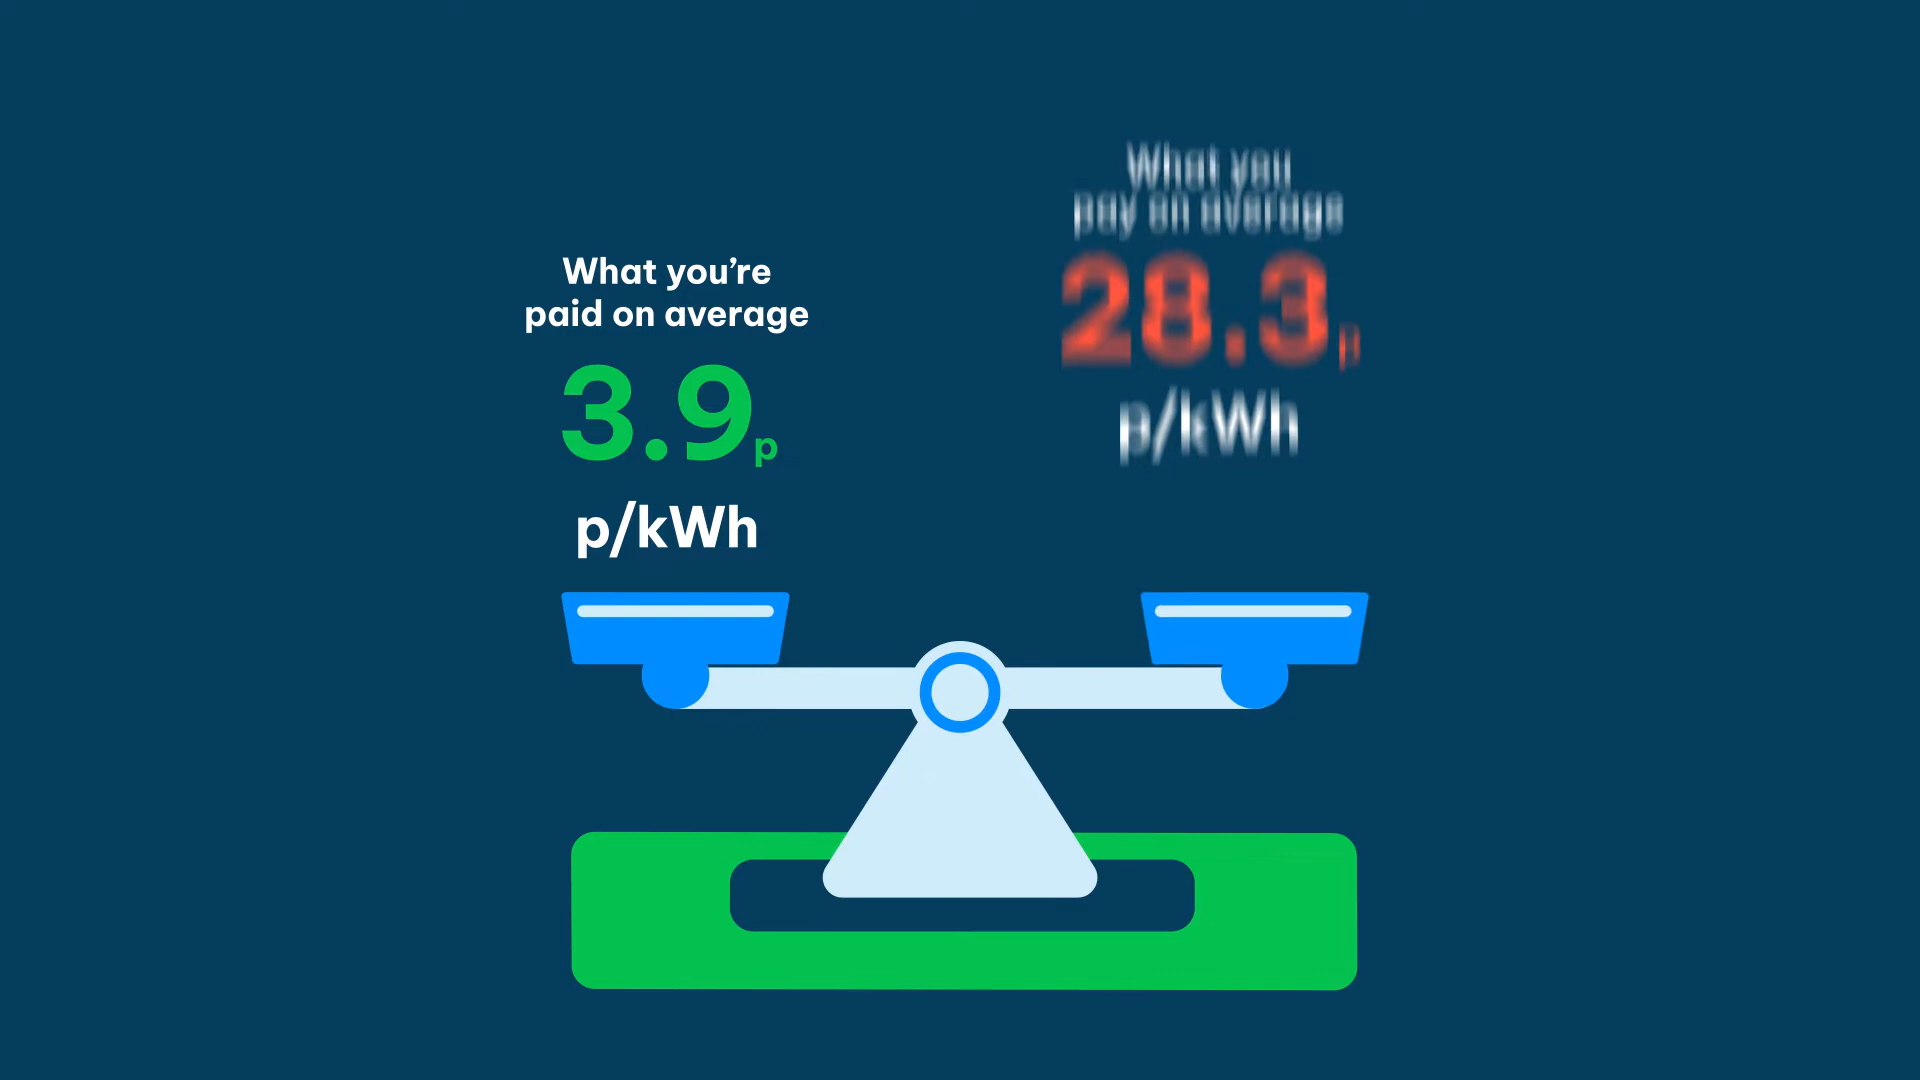 What you're
paid on average
3.9p
p/kWh
What you
pay on average
28.3p
p/kWh